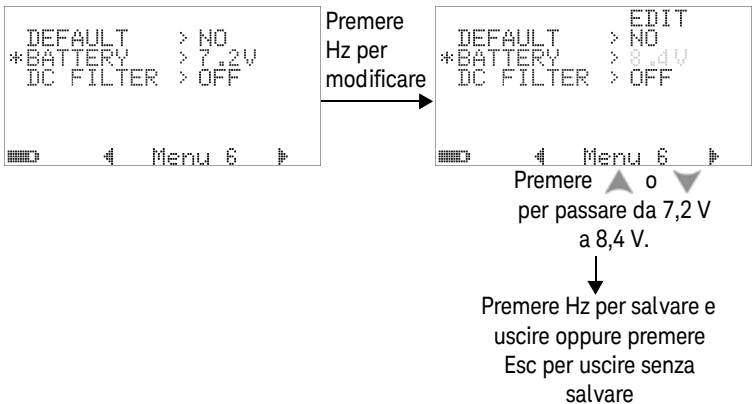 DEFAULT > NO
*BATTERY > 7.2V
DC FILTER > OFF
Menu 6
Premere
Hz per
modificare
EDIT
DEFAULT > NO
*BATTERY > 8.4V
DC FILTER > OFF
Menu 6
Premere o
per passare da 7,2 V
a 8,4 V.
Premere Hz per salvare e
uscire oppure premere
Esc per uscire senza
salvare